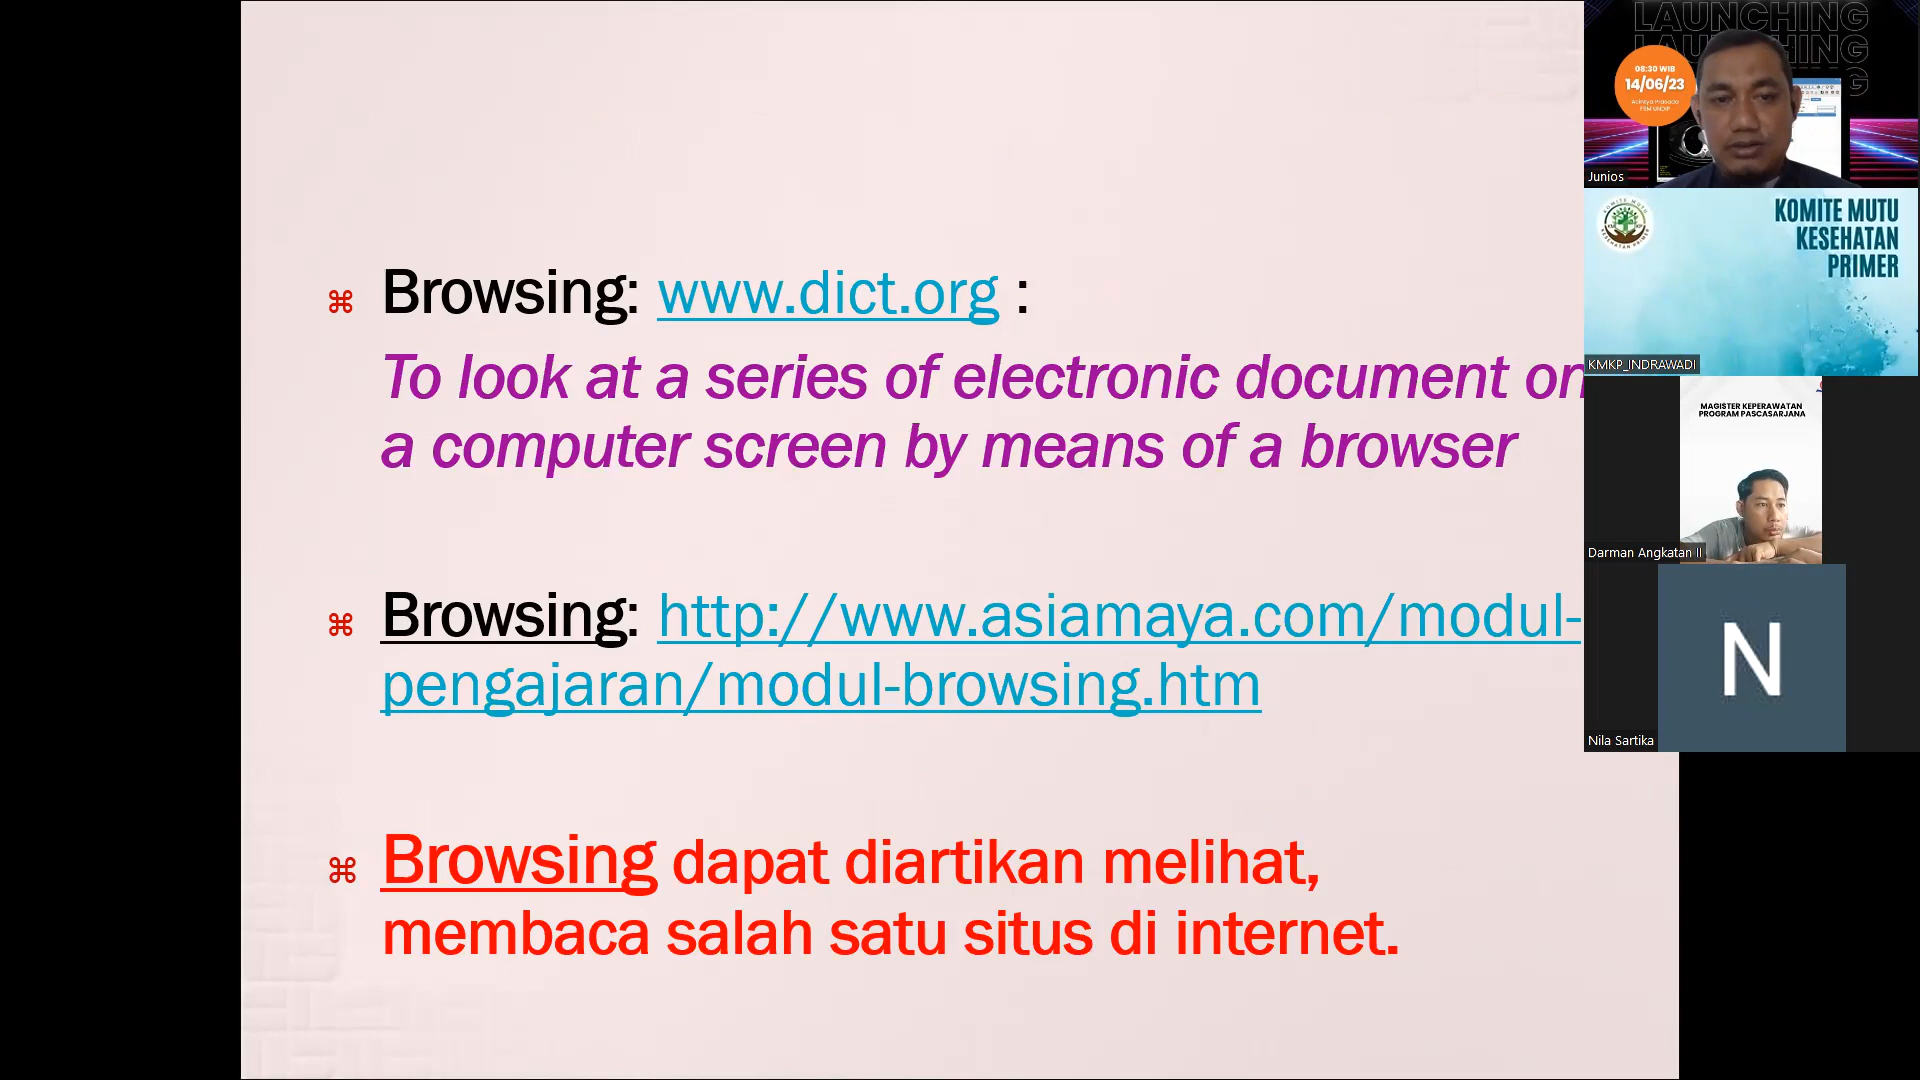 Browsing: www.dict.org :
To look at a series of electronic document on
a computer screen by means of a browser
Browsing: http://www.asiamaya.com/modul-
pengajaran/modul-browsing.htm
Browsing dapat diartikan melihat,
membaca salah satu situs di internet.
LAUNCHING
08:30 WIB
14/06/23
Junios
KOMITE MUTU
KESEHATAN
PRIMER
KMKP_INDRAWADI
MAGISTER KEPERAWATAN
PROGRAM PASCASARJANA
Darman Angkatan II
N
Nila Sartika